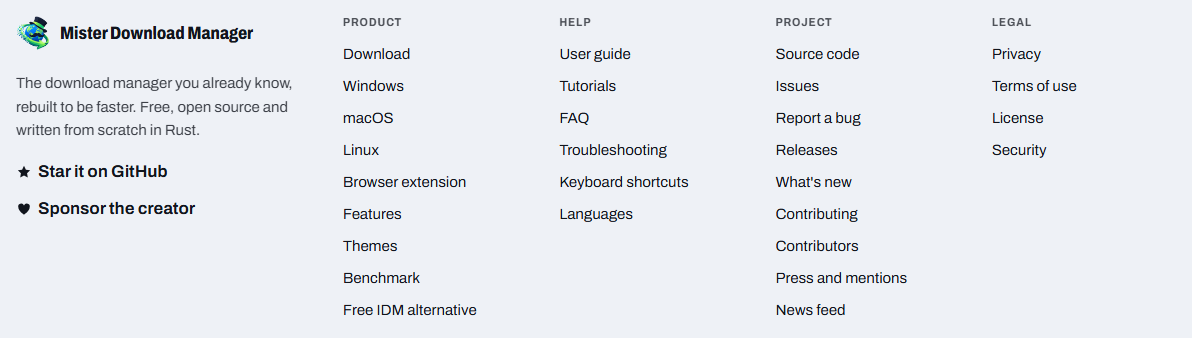 Mister Download Manager
The download manager you already know,
rebuilt to be faster. Free, open source and
written from scratch in Rust.
Star it on GitHub
Sponsor the creator
PRODUCT
Download
Windows
macOS
Linux
Browser extension
Features
Themes
Benchmark
Free IDM alternative
HELP
User guide
Tutorials
FAQ
Troubleshooting
Keyboard shortcuts
Languages
PROJECT
Source code
Issues
Report a bug
Releases
What's new
Contributing
Contributors
Press and mentions
News feed
LEGAL
Privacy
Terms of use
License
Security